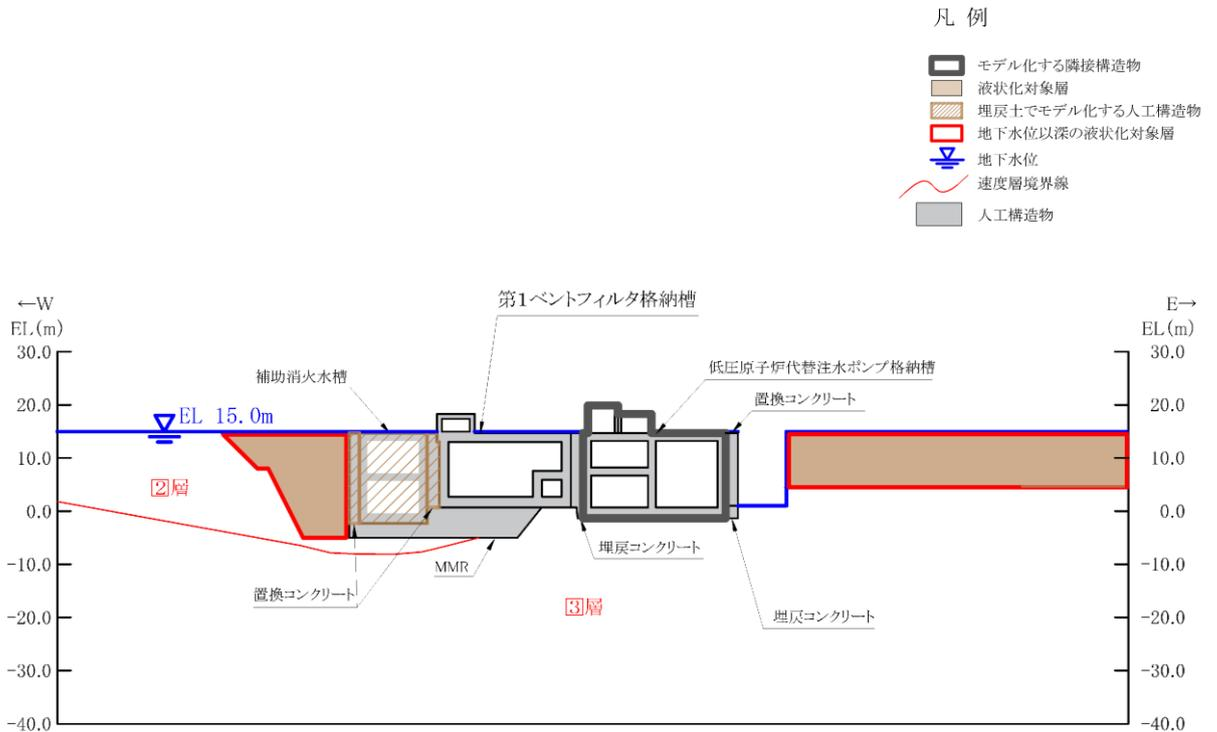 凡 例
モデル化する隣接構造物
液状化対象層
埋戻土でモデル化する人工構造物
地下水位以深の液状化対象層
地下水位
速度層境界線
人工構造物
←W
EL(m)
E→
EL(m)
第1ベントフィルタ格納槽
補助消火水槽
低圧原子炉代替注水ポンプ格納槽
置換コンクリート
EL 15.0m
②層
③層
埋戻コンクリート
MMR
置換コンクリート
埋戻コンクリート
30.0
20.0
10.0
0.0
-10.0
-20.0
-30.0
-40.0
30.0
20.0
10.0
0.0
-10.0
-20.0
-30.0
-40.0